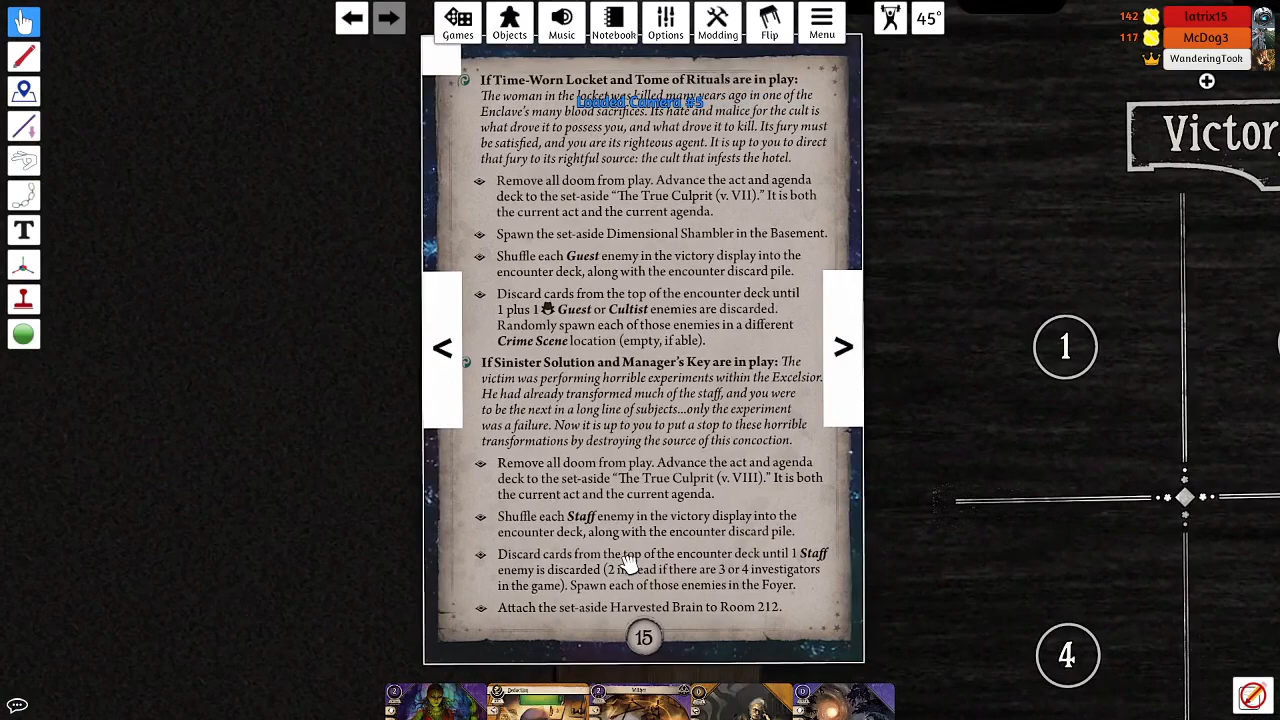 Games
Objects
Music
Notebook
Options
Modding
Flip
Menu
45°
142
latrix15
117
McDog3
WanderingTook
If Time-Worn Locket and Tome of Rituals are in play:
The woman in the locket was killed many years ago in one of the
Loaded Camera #5
Enclave's many blood sacrifices. Its hate and malice for the cult is
what drove it to possess you, and what drove it to kill. Its fury must
be satisfied, and you are its righteous agent. It is up to you to direct
that fury to its rightful source: the cult that infests the hotel.
Remove all doom from play. Advance the act and agenda
deck to the set-aside "The True Culprit (v. VII)." It is both
the current act and the current agenda.
Spawn the set-aside Dimensional Shambler in the Basement.
Shuffle each Guest enemy in the victory display into the
encounter deck, along with the encounter discard pile.
Discard cards from the top of the encounter deck until
1 plus 1 Guest or Cultist enemies are discarded.
Randomly spawn each of those enemies in a different
Crime Scene location (empty, if able).
If Sinister Solution and Manager's Key are in play: The
victim was performing horrible experiments within the Excelsior.
He had already transformed much of the staff, and you were
to be the next in a long line of subjects...only the experiment
was a failure. Now it is up to you to put a stop to these horrible
transformations by destroying the source of this concoction.
Remove all doom from play. Advance the act and agenda
deck to the set-aside "The True Culprit (v. VIII)." It is both
the current act and the current agenda.
Shuffle each Staff enemy in the victory display into the
encounter deck, along with the encounter discard pile.
Discard cards from the top of the encounter deck until 1 Staff
enemy is discarded (2 instead if there are 3 or 4 investigators
in the game). Spawn each of those enemies in the Foyer.
Attach the set-aside Harvested Brain to Room 212.
15
<
>
Victor
1
4
T